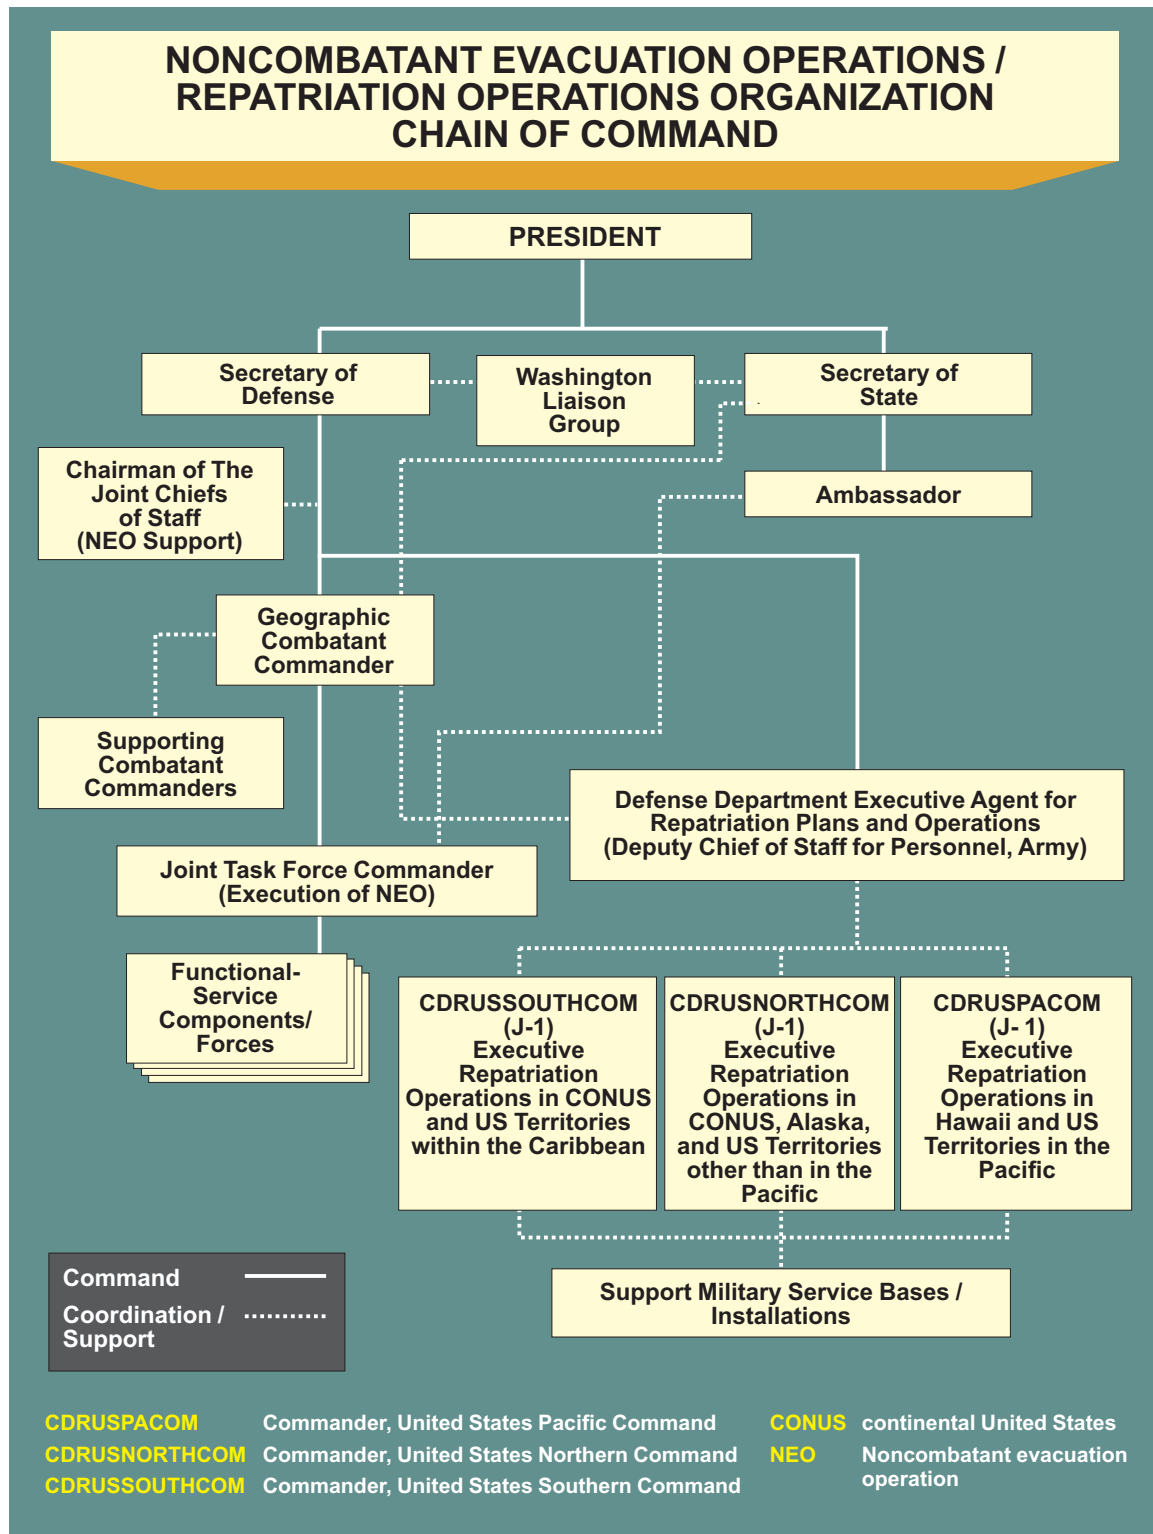 NONCOMBATANT EVACUATION OPERATIONS /
REPATRIATION OPERATIONS ORGANIZATION
CHAIN OF COMMAND
PRESIDENT
Secretary of
Defense
Washington
Liaison
Group
Secretary of
State
Chairman of The
Joint Chiefs
of Staff
(NEO Support)
Ambassador
Geographic
Combatant
Commander
Supporting
Combatant
Commanders
Defense Department Executive Agent for
Repatriation Plans and Operations
(Deputy Chief of Staff for Personnel, Army)
Joint Task Force Commander
(Execution of NEO)
Functional-
Service
Components/
Forces
CDRUSSOUTHCOM
(J-1)
Executive
Repatriation
Operations in CONUS
and US Territories
within the Caribbean
CDRUSNORTHCOM
(J-1)
Executive
Repatriation
Operations in
CONUS, Alaska,
and US Territories
other than in the
Pacific
CDRUSPACOM
(J- 1)
Executive
Repatriation
Operations in
Hawaii and US
Territories in the
Pacific
Support Military Service Bases /
Installations
Command
Coordination /
Support
CDRUSPACOM Commander, United States Pacific Command
CDRUSNORTHCOM Commander, United States Northern Command
CDRUSSOUTHCOM Commander, United States Southern Command
CONUS continental United States
NEO Noncombatant evacuation
operation